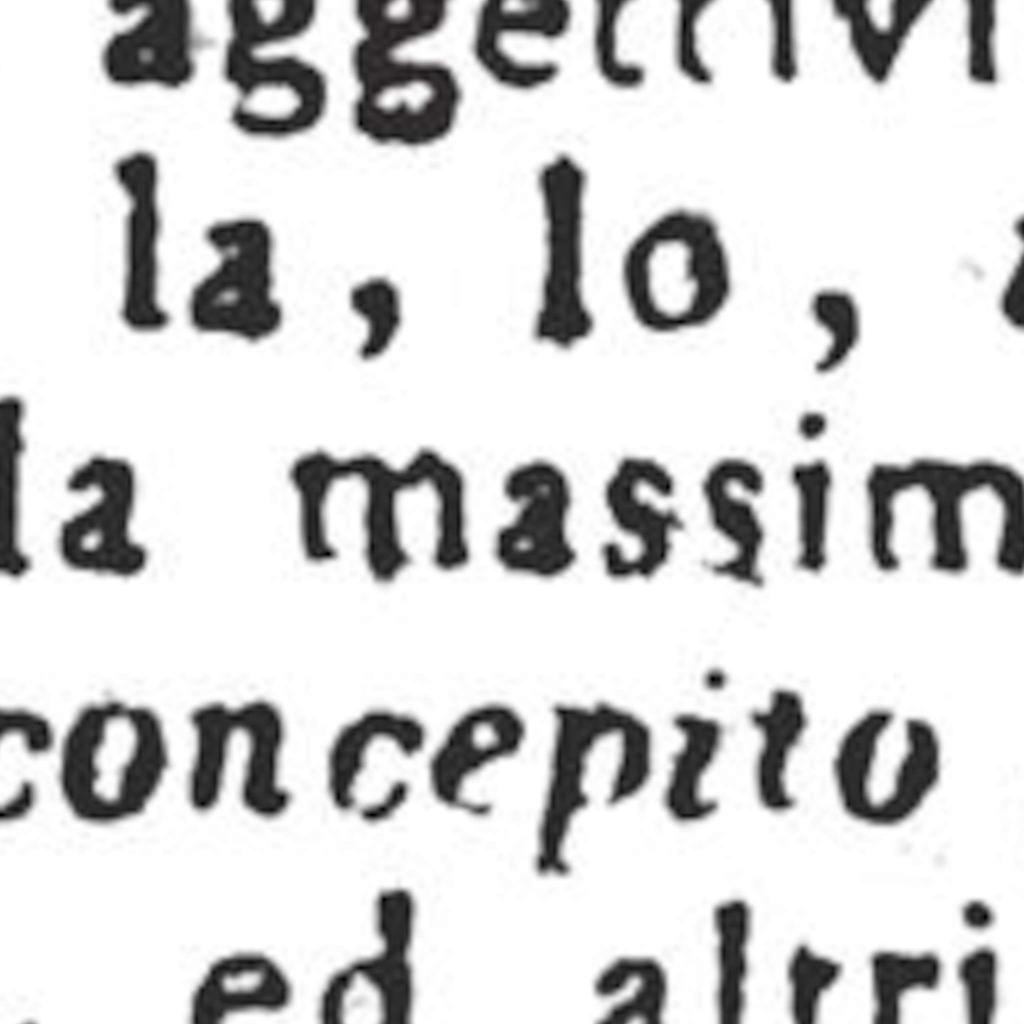 aggettivi
la, lo,
la massim
concepito
ed altri